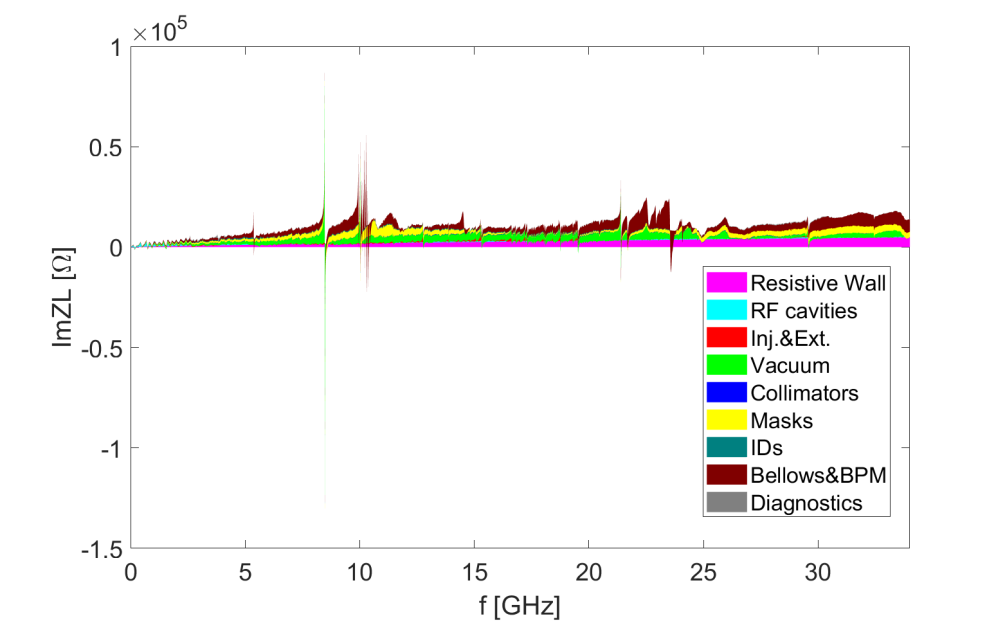 ×10⁵
1
0.5
0
-0.5
-1
-1.5
ImZL [Ω]
0 5 10 15 20 25 30
f [GHz]
Resistive Wall
RF cavities
Inj.&Ext.
Vacuum
Collimators
Masks
IDs
Bellows&BPM
Diagnostics